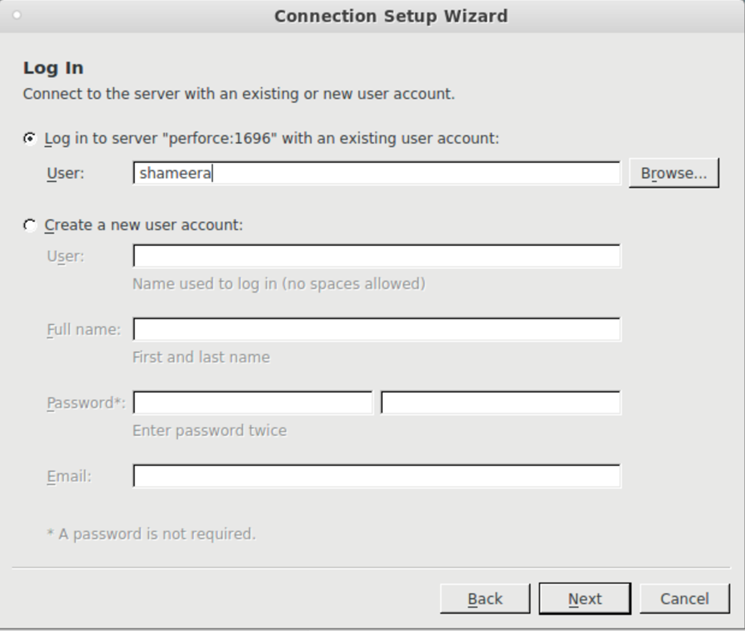 Connection Setup Wizard
Log In
Connect to the server with an existing or new user account.
Log in to server "perforce:1696" with an existing user account:
User: shameera Browse...
Create a new user account:
User:
Name used to log in (no spaces allowed)
Full name:
First and last name
Password*:
Enter password twice
Email:
* A password is not required.
Back Next Cancel